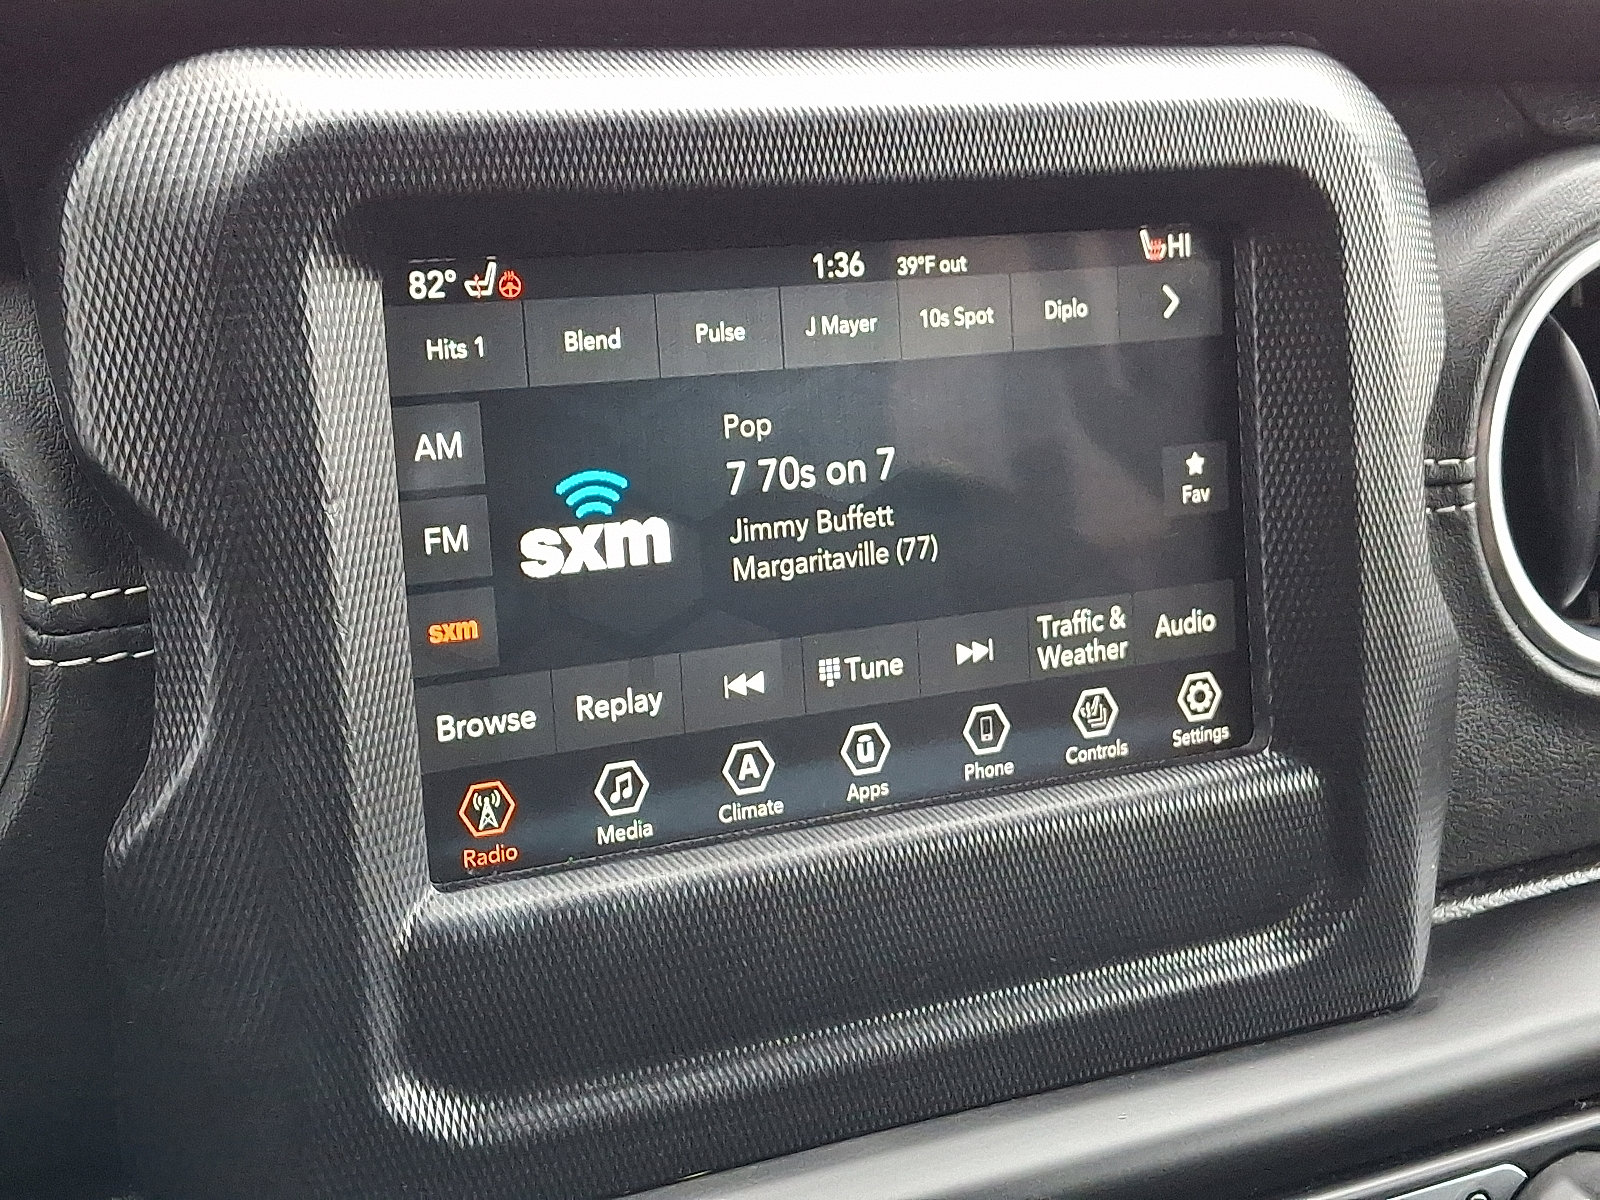 82° 1:36 39°F out HI
Hits 1 Blend Pulse J Mayer 10s Spot Diplo
AM
FM
sxm
sxm
Pop
7 70s on 7
Jimmy Buffett
Margaritaville (77)
Fav
Browse Replay Tune Traffic &
Weather Audio
Radio Media A Climate ū Apps Phone Controls Settings